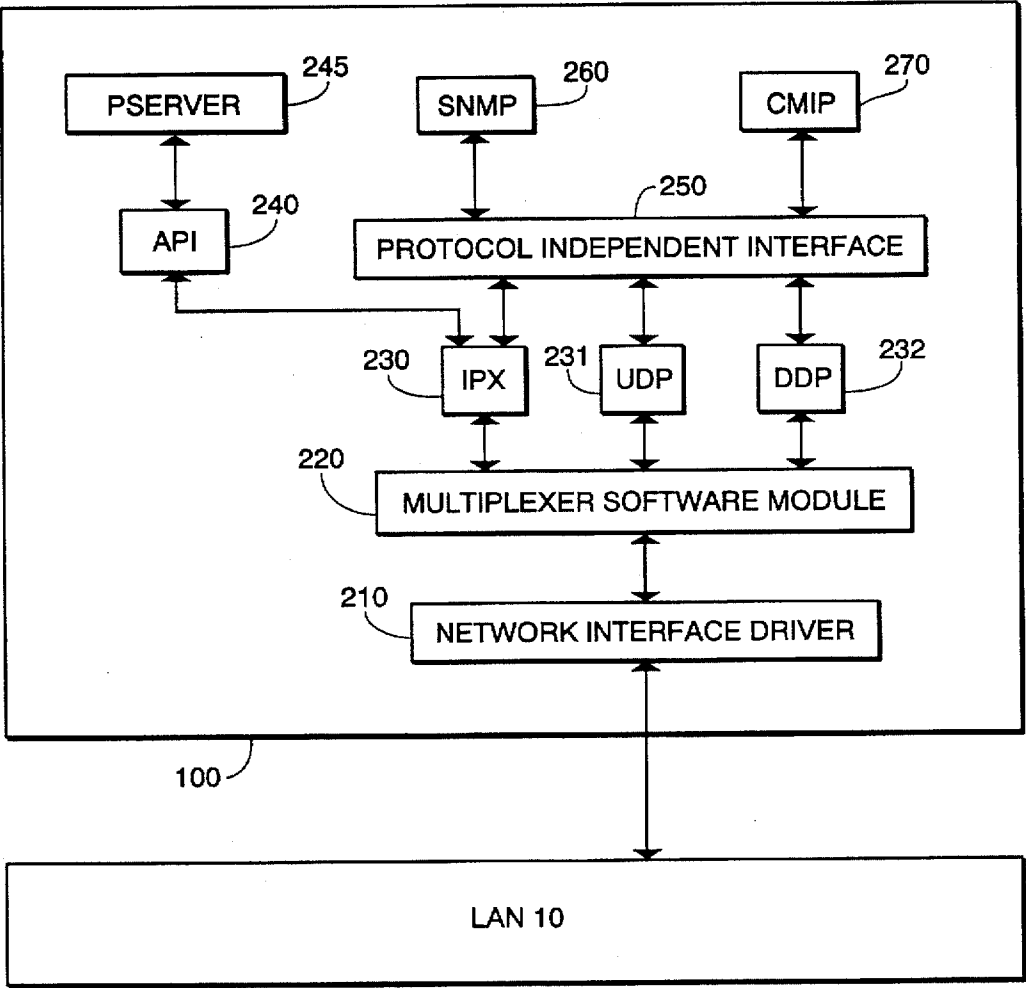 245
260
270
PSERVER
SNMP
CMIP
240
250
API
PROTOCOL INDEPENDENT INTERFACE
230
231
232
IPX
UDP
DDP
220
MULTIPLEXER SOFTWARE MODULE
210
NETWORK INTERFACE DRIVER
100
LAN 10